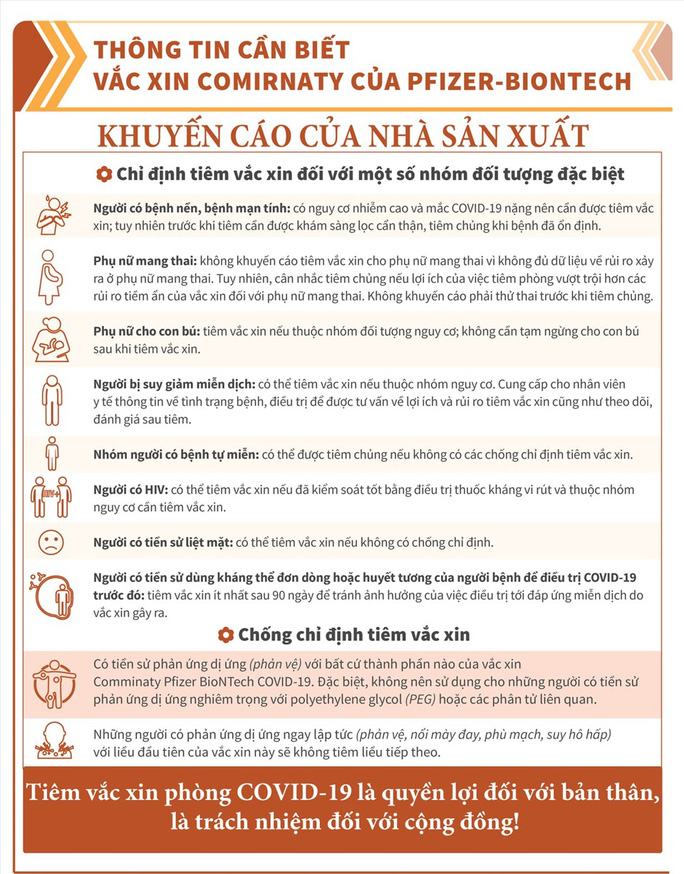 THÔNG TIN CẦN BIẾT
VẮC XIN COMIRNATY CỦA PFIZER-BIONTECH
KHUYẾN CÁO CỦA NHÀ SẢN XUẤT
Chỉ định tiêm vắc xin đối với một số nhóm đối tượng đặc biệt
Người có bệnh nền, bệnh mạn tính: có nguy cơ nhiễm cao và mắc COVID-19 nặng nên cần được tiêm vắc
xin; tuy nhiên trước khi tiêm cần được khám sàng lọc cẩn thận, tiêm chủng khi bệnh đã ổn định.
Phụ nữ mang thai: không khuyến cáo tiêm vắc xin cho phụ nữ mang thai vì không đủ dữ liệu về rủi ro xảy
ra ở phụ nữ mang thai. Tuy nhiên, cân nhắc tiêm chủng nếu lợi ích của việc tiêm phòng vượt trội hơn các
rủi ro tiềm ẩn của vắc xin đối với phụ nữ mang thai. Không khuyến cáo phải thử thai trước khi tiêm chủng.
Phụ nữ cho con bú: tiêm vắc xin nếu thuộc nhóm đối tượng nguy cơ; không cần tạm ngừng cho con bú
sau khi tiêm vắc xin.
Người bị suy giảm miễn dịch: có thể tiêm vắc xin nếu thuộc nhóm nguy cơ. Cung cấp cho nhân viên
y tế thông tin về tình trạng bệnh, điều trị để được tư vấn về lợi ích và rủi ro tiêm vắc xin cũng như theo dõi,
đánh giá sau tiêm.
Nhóm người có bệnh tự miễn: có thể được tiêm chủng nếu không có các chống chỉ định tiêm vắc xin.
HIV+
Người có HIV: có thể tiêm vắc xin nếu đã kiểm soát tốt bằng điều trị thuốc kháng vi rút và thuộc nhóm
nguy cơ cần tiêm vắc xin.
Người có tiền sử liệt mặt: có thể tiêm vắc xin nếu không có chống chỉ định.
Người có tiền sử dùng kháng thể đơn dòng hoặc huyết tương của người bệnh để điều trị COVID-19
trước đó: tiêm vắc xin ít nhất sau 90 ngày để tránh ảnh hưởng của việc điều trị tới đáp ứng miễn dịch do
vắc xin gây ra.
Chống chỉ định tiêm vắc xin
Có tiền sử phản ứng dị ứng (phản vệ) với bất cứ thành phần nào của vắc xin
Comminaty Pfizer BioNTech COVID-19. Đặc biệt, không nên sử dụng cho những người có tiền sử
phản ứng dị ứng nghiêm trọng với polyethylene glycol (PEG) hoặc các phân tử liên quan.
Những người có phản ứng dị ứng ngay lập tức (phản vệ, nổi mày đay, phù mạch, suy hô hấp)
với liều đầu tiên của vắc xin này sẽ không tiêm liều tiếp theo.
Tiêm vắc xin phòng COVID-19 là quyền lợi đối với bản thân,
là trách nhiệm đối với cộng đồng!